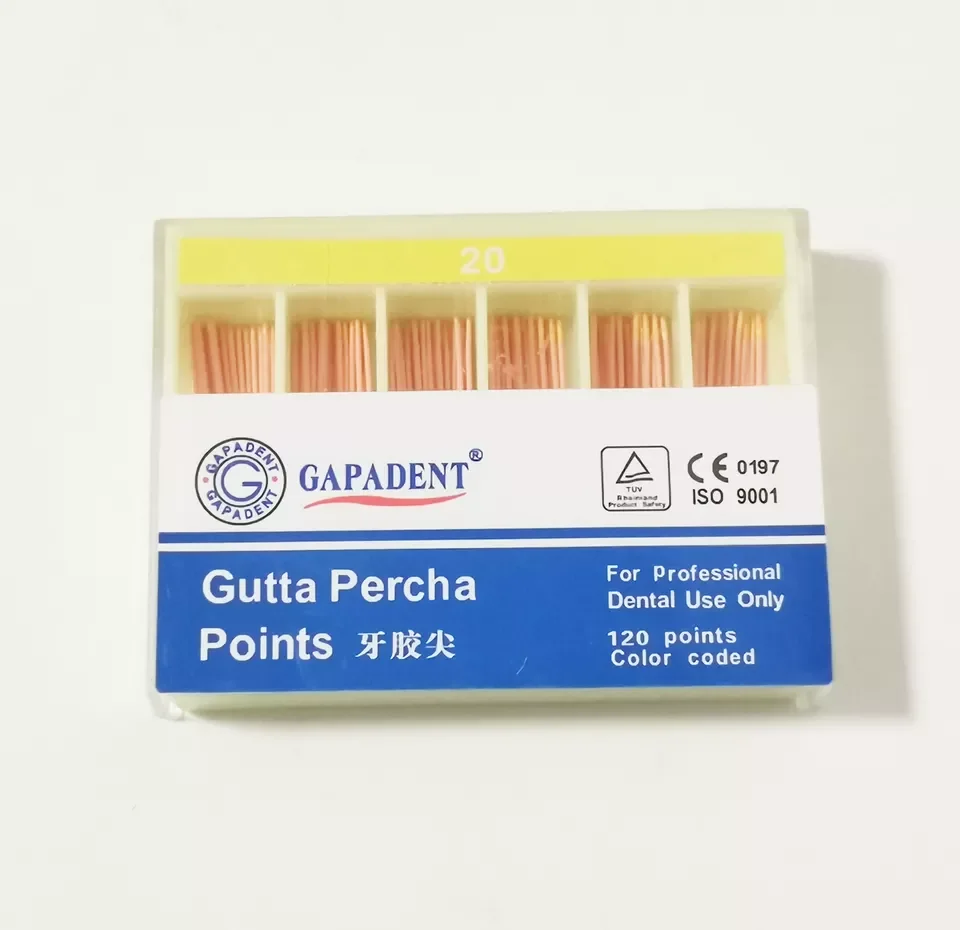 20
GAPADENT
GAPADENT
GAPADENT®
TÜV
Rheinland
Product Safety
CE 0197
ISO 9001
Gutta Percha
Points 牙胶尖
For Professional
Dental Use Only
120 points
Color coded